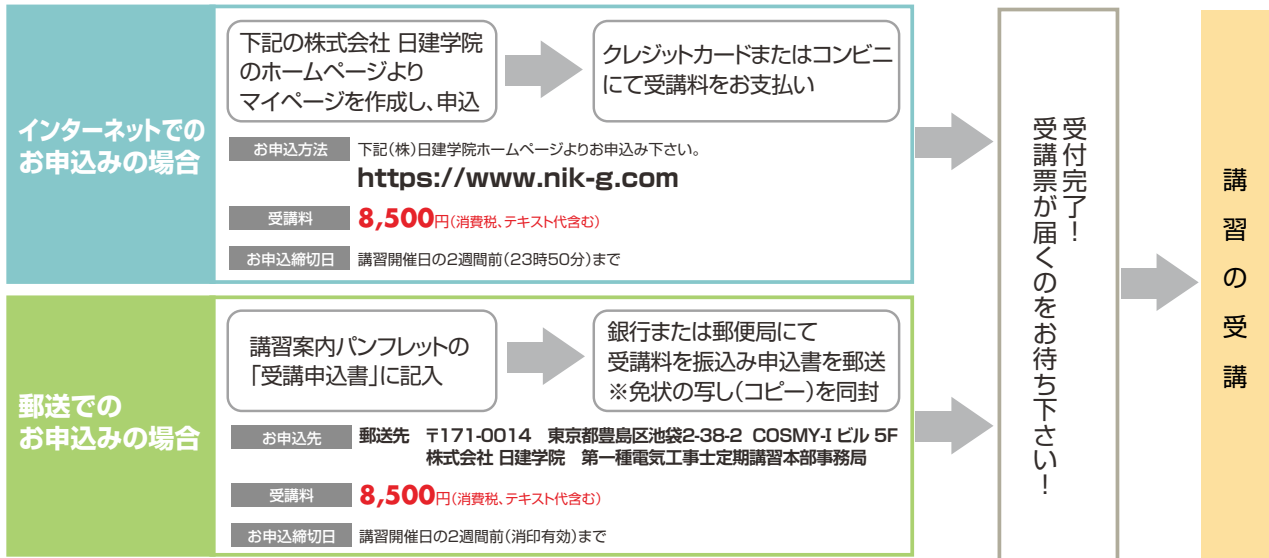 インターネットでの
お申込みの場合
下記の株式会社 日建学院
のホームページより
マイページを作成し、申込
クレジットカードまたはコンビニ
にて受講料をお支払い
お申込方法 下記(株)日建学院ホームページよりお申込み下さい。
https://www.nik-g.com
受講料 8,500円(消費税、テキスト代含む)
お申込締切日 講習開催日の2週間前(23時50分)まで
郵送での
お申込みの場合
講習案内パンフレットの
「受講申込書」に記入
銀行または郵便局にて
受講料を振込み申込書を郵送
※免状の写し(コピー)を同封
お申込先 郵送先 〒171-0014 東京都豊島区池袋2-38-2 COSMY-I ビル 5F
株式会社 日建学院 第一種電気工事士定期講習本部事務局
受講料 8,500円(消費税、テキスト代含む)
お申込締切日 講習開催日の2週間前(消印有効)まで
受付完了!
受講票が届くのをお待ち下さい!
講習の受講